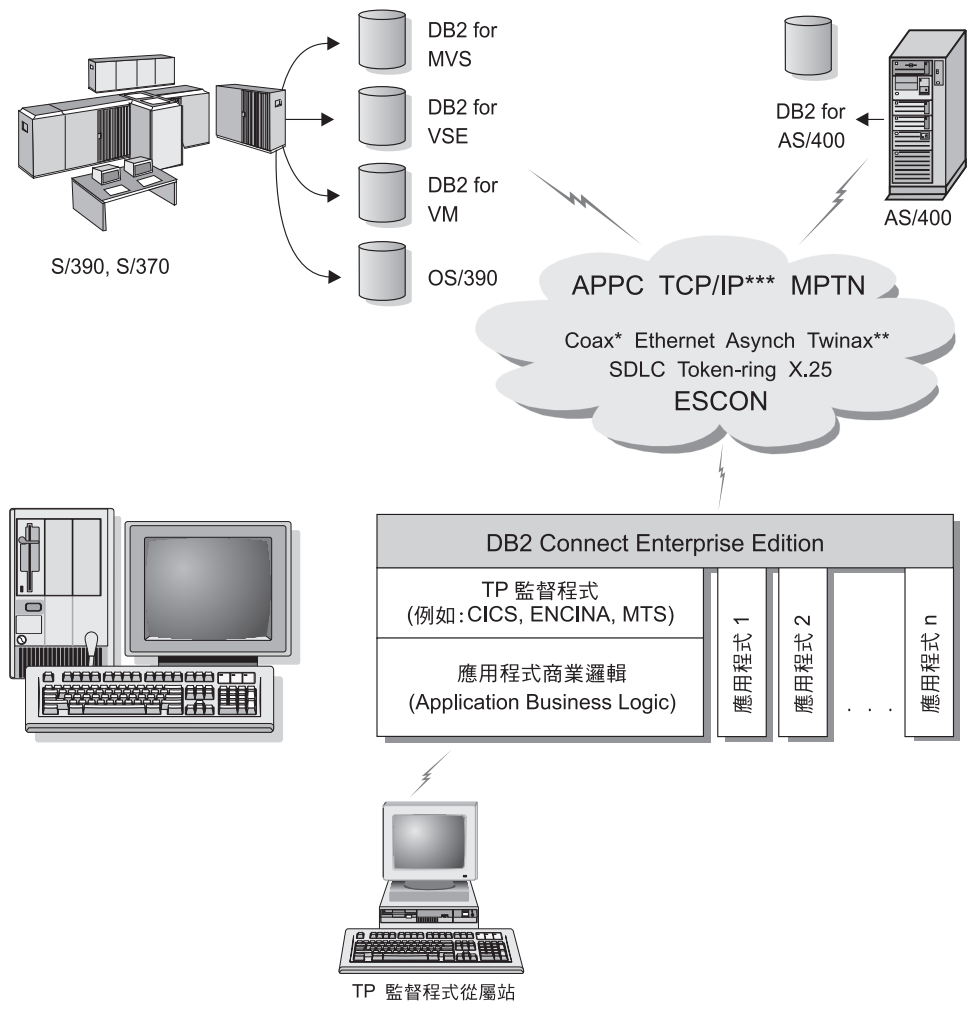 DB2 for
MVS
DB2 for
VSE
DB2 for
VM
OS/390
S/390, S/370
DB2 for
AS/400
AS/400
APPC TCP/IP*** MPTN
Coax* Ethernet Asynch Twinax**
SDLC Token-ring X.25
ESCON
DB2 Connect Enterprise Edition
TP 監督程式
(例如:CICS, ENCINA, MTS)
應用程式商業邏輯
(Application Business Logic)
應用程式 1
應用程式 2
. . .
應用程式 n
TP 監督程式從屬站